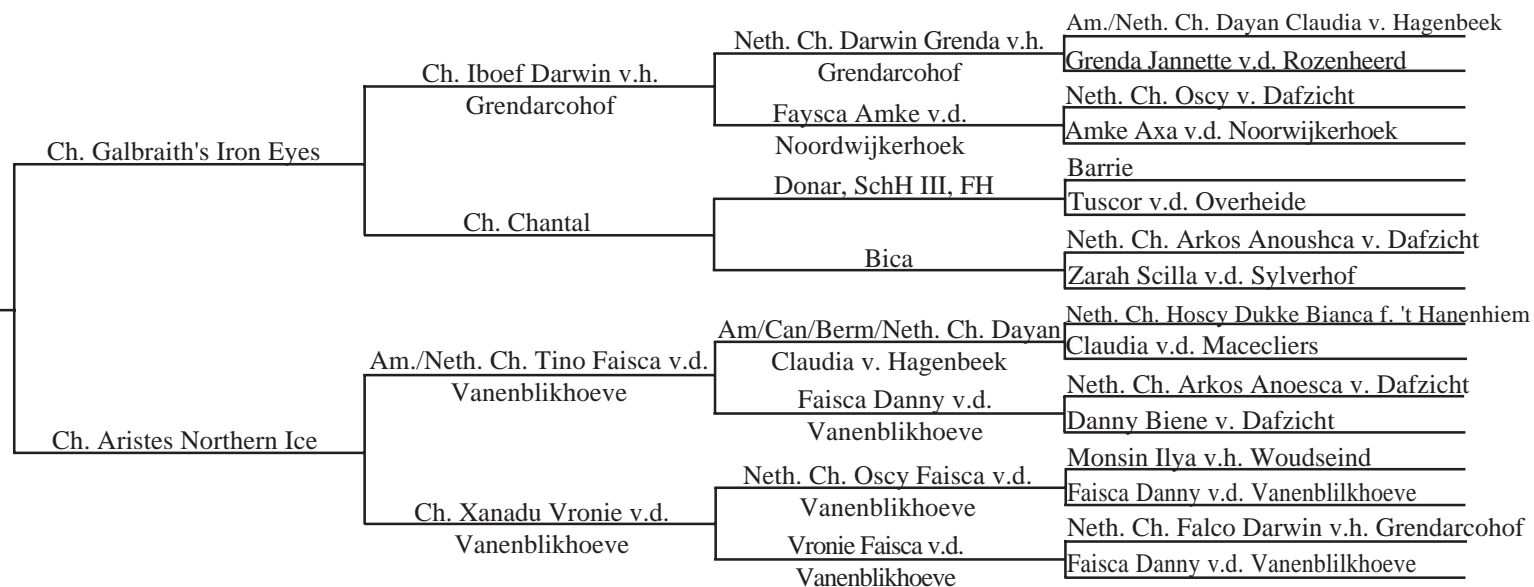 Ch. Galbraith's Iron Eyes
Ch. Iboef Darwin v.h.
Grendarcohof
Neth. Ch. Darwin Grenda v.h.
Grendarcohof
Am./Neth. Ch. Dayan Claudia v. Hagenbeek
Grenda Jannette v.d. Rozenheerd
Faysca Amke v.d.
Noordwijkerhoek
Neth. Ch. Oscy v. Dafzicht
Amke Axa v.d. Noorwijkerhoek
Ch. Chantal
Donar, SchH III, FH
Barrie
Tuscor v.d. Overheide
Bica
Neth. Ch. Arkos Anoushca v. Dafzicht
Zarah Scilla v.d. Sylverhof
Ch. Aristes Northern Ice
Am./Neth. Ch. Tino Faisca v.d.
Vanenblikhoeve
Am/Can/Berm/Neth. Ch. Dayan
Claudia v. Hagenbeek
Neth. Ch. Hoscy Dukke Bianca f. 't Hanenhiem
Claudia v.d. Macecliers
Faisca Danny v.d.
Vanenblikhoeve
Neth. Ch. Arkos Anoesca v. Dafzicht
Danny Biene v. Dafzicht
Ch. Xanadu Vronie v.d.
Vanenblikhoeve
Neth. Ch. Oscy Faisca v.d.
Vanenblikhoeve
Monsin Ilya v.h. Woudseind
Faisca Danny v.d. Vanenblilkhoeve
Vronie Faisca v.d.
Vanenblikhoeve
Neth. Ch. Falco Darwin v.h. Grendarcohof
Faisca Danny v.d. Vanenblilkhoeve